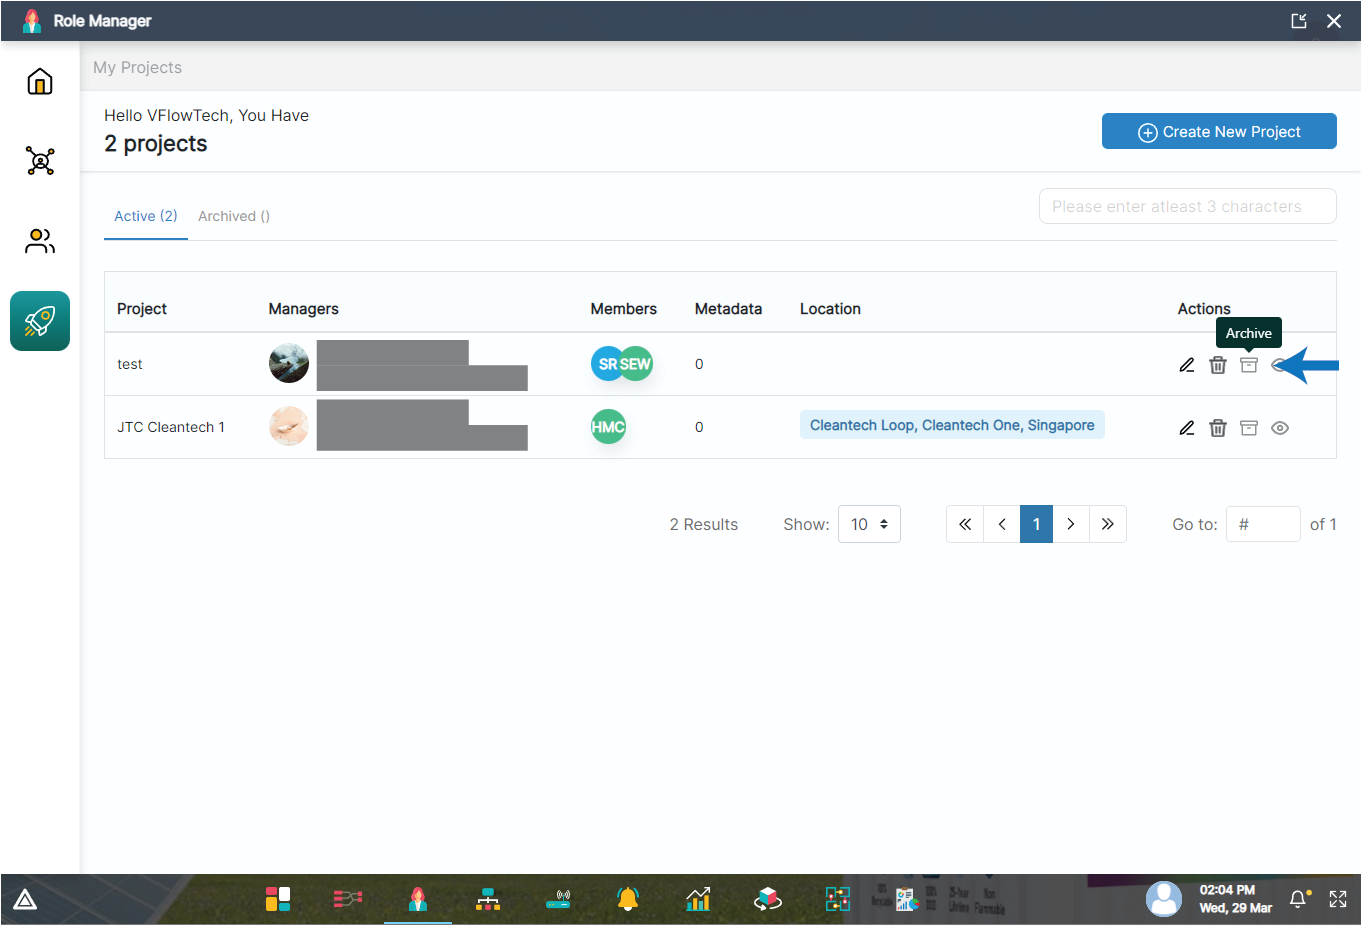 Role Manager
My Projects
Hello VFlowTech, You Have
2 projects
Create New Project
Active (2)
Archived ()
Please enter atleast 3 characters
Project
Managers
Members
Metadata
Location
Actions
Archive
test
SR
SEW
0
JTC Cleantech 1
HMC
0
Cleantech Loop, Cleantech One, Singapore
2 Results
Show:
10
1
Go to:
#
of 1
02:04 PM
Wed, 29 Mar